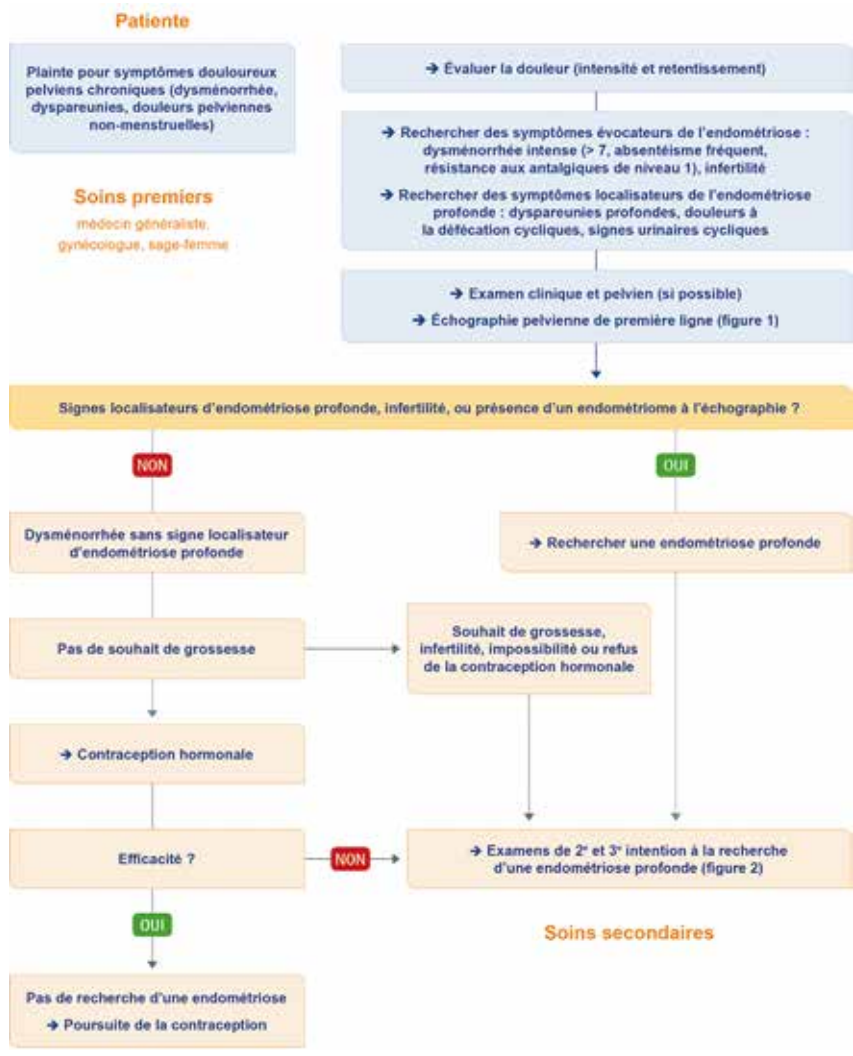 Patiente
Plainte pour symptômes douloureux
pelviens chroniques (dysménorrhée,
dyspareunies, douleurs pelviennes
non-menstruelles)
Soins premiers
médecin généraliste,
gynécologue, sage-femme
→ Évaluer la douleur (intensité et retentissement)
→ Rechercher des symptômes évocateurs de l'endométriose :
dysménorrhée intense (> 7, absentéisme fréquent,
résistance aux antalgiques de niveau 1), infertilité
→ Rechercher des symptômes localisateurs de l'endométriose
profonde : dyspareunies profondes, douleurs à
la défécation cycliques, signes urinaires cycliques
→ Examen clinique et pelvien (si possible)
→ Échographie pelvienne de première ligne (figure 1)
Signes localisateurs d'endométriose profonde, infertilité, ou présence d'un endométriome à l'échographie ?
NON
OUI
Dysménorrhée sans signe localisateur
d'endométriose profonde
→ Rechercher une endométriose profonde
Pas de souhait de grossesse
Souhait de grossesse,
infertilité, impossibilité ou refus
de la contraception hormonale
→ Contraception hormonale
Efficacité ?
NON
→ Examens de 2e et 3e intention à la recherche
d'une endométriose profonde (figure 2)
OUI
Soins secondaires
Pas de recherche d'une endométriose
→ Poursuite de la contraception